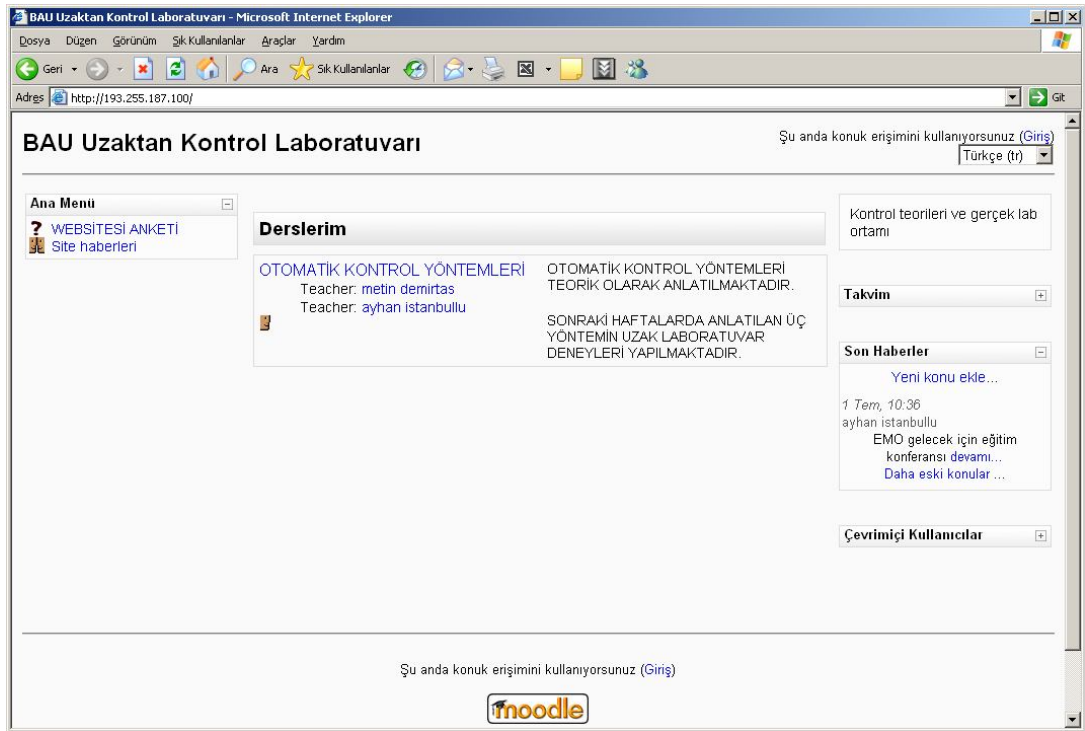 BAU Uzaktan Kontrol Laboratuvarı - Microsoft Internet Explorer
Dosya Düzen Görünüm Sık Kullanılanlar Araçlar Yardım
Geri Ara Sık Kullanılanlar
Adres http://193.255.187.100/ Git
BAU Uzaktan Kontrol Laboratuvarı
Şu anda konuk erişimini kullanıyorsunuz (Giriş)
Türkçe (tr)
Ana Menü
WEBSİTESİ ANKETİ
Site haberleri
Derslerim
OTOMATİK KONTROL YÖNTEMLERİ
Teacher: metin demirtas
Teacher: ayhan istanbullu
OTOMATİK KONTROL YÖNTEMLERİ
TEORİK OLARAK ANLATILMAKTADIR.
SONRAKİ HAFTALARDA ANLATILAN ÜÇ
YÖNTEMİN UZAK LABORATUVAR
DENEYLERİ YAPILMAKTADIR.
Kontrol teorileri ve gerçek lab
ortamı
Takvim
Son Haberler
Yeni konu ekle...
1 Tem, 10:36
ayhan istanbullu
EMO gelecek için eğitim
konferansı devamı...
Daha eski konular ...
Çevrimiçi Kullanıcılar
Şu anda konuk erişimini kullanıyorsunuz (Giriş)
moodle